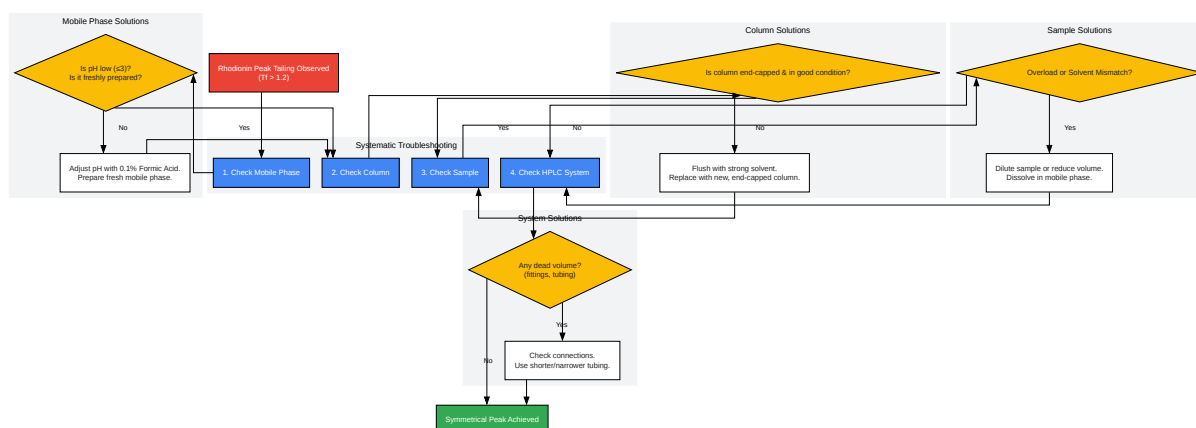 Mobile Phase Solutions
Is pH low (≤3)?
Is it freshly prepared?
No
Adjust pH with 0.1% Formic Acid.
Prepare fresh mobile phase.
Rhodionin Peak Tailing Observed
(Tf > 1.2)
Yes
Systematic Troubleshooting
1. Check Mobile Phase
2. Check Column
3. Check Sample
4. Check HPLC System
Yes
No
Column Solutions
Is column end-capped & in good condition?
No
Flush with strong solvent.
Replace with new, end-capped column.
Sample Solutions
Overload or Solvent Mismatch?
Yes
Dilute sample or reduce volume.
Dissolve in mobile phase.
System Solutions
Any dead volume?
(fittings, tubing)
Yes
Check connections.
Use shorter/narrower tubing.
No
Symmetrical Peak Achieved